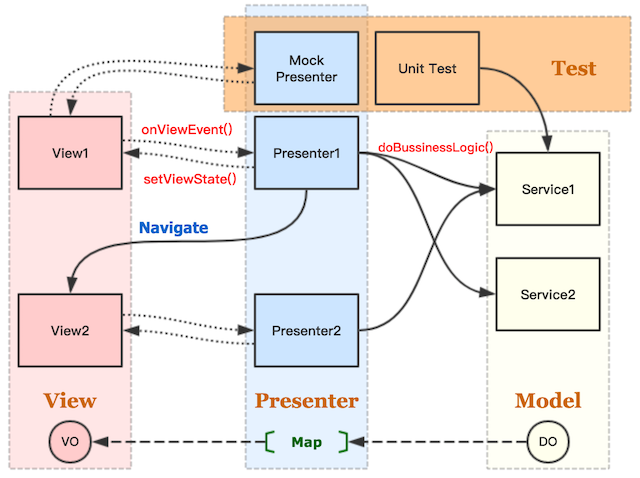 Mock
Presenter
Unit Test
Test
onViewEvent()
View1
Presenter1
doBussinessLogic()
setViewState()
Service1
Navigate
Service2
View2
Presenter2
View
Presenter
Model
VO
[ Map ]
DO